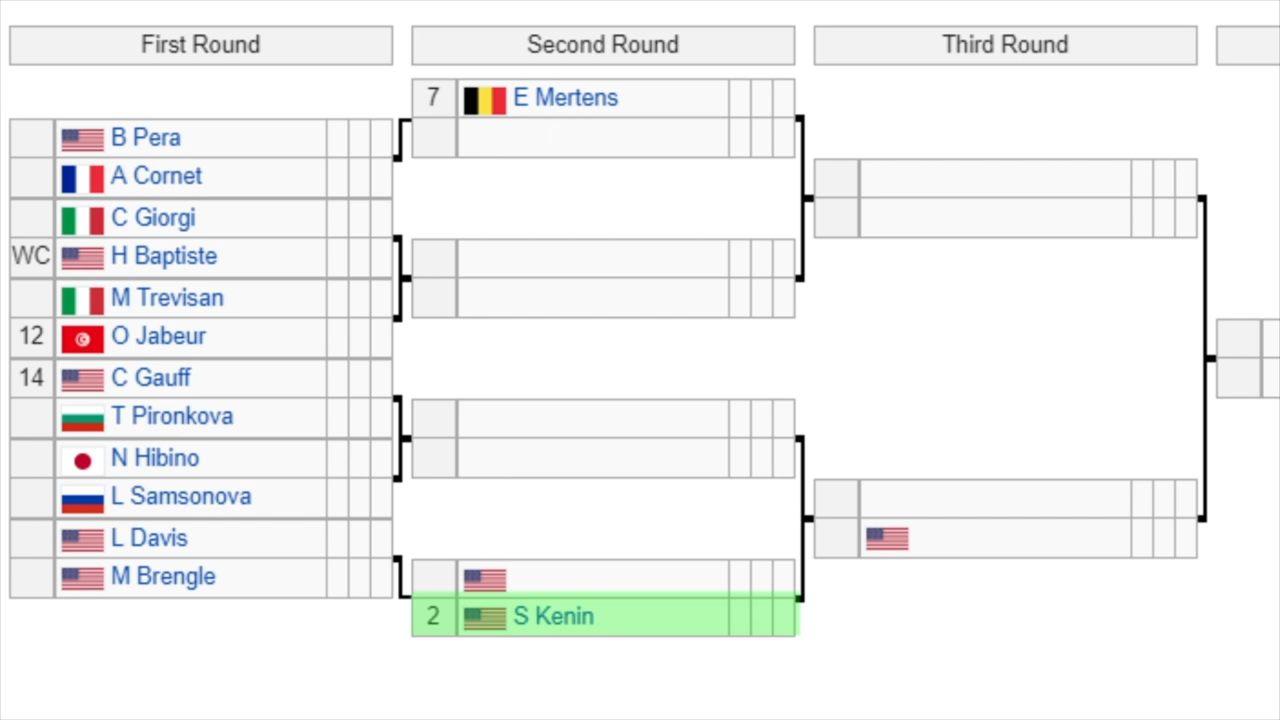 First Round
Second Round
Third Round
7 E Mertens
B Pera
A Cornet
C Giorgi
WC H Baptiste
M Trevisan
12 O Jabeur
14 C Gauff
T Pironkova
N Hibino
L Samsonova
L Davis
M Brengle
2 S Kenin